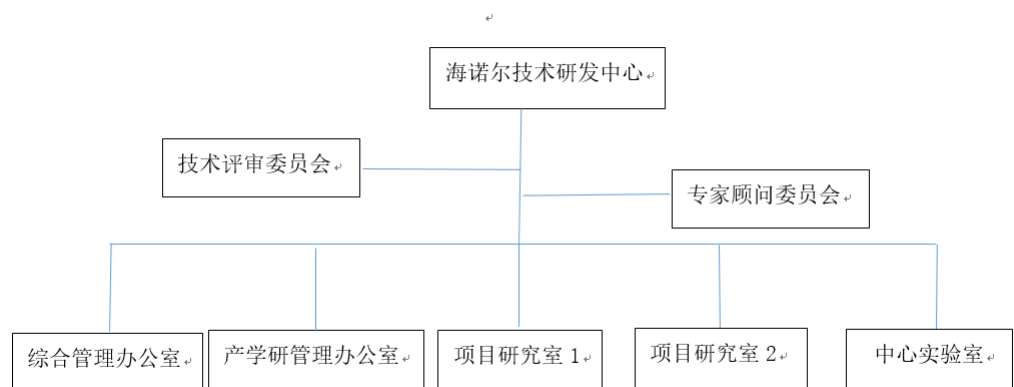 海诺尔技术研发中心
技术评审委员会
专家顾问委员会
综合管理办公室
产学研管理办公室
项目研究室 1
项目研究室 2
中心实验室